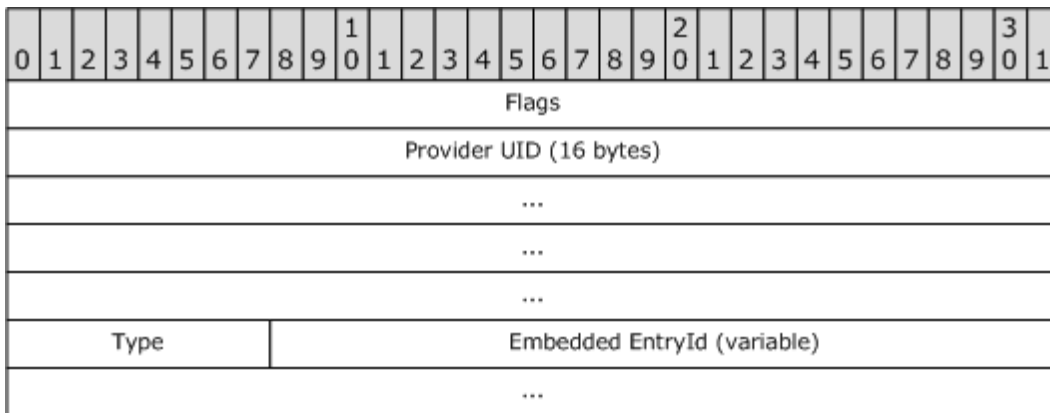 1 2 3
0 1 2 3 4 5 6 7 8 9 0 1 2 3 4 5 6 7 8 9 0 1 2 3 4 5 6 7 8 9 0 1
Flags
Provider UID (16 bytes)
...
...
...
Type Embedded EntryId (variable)
...